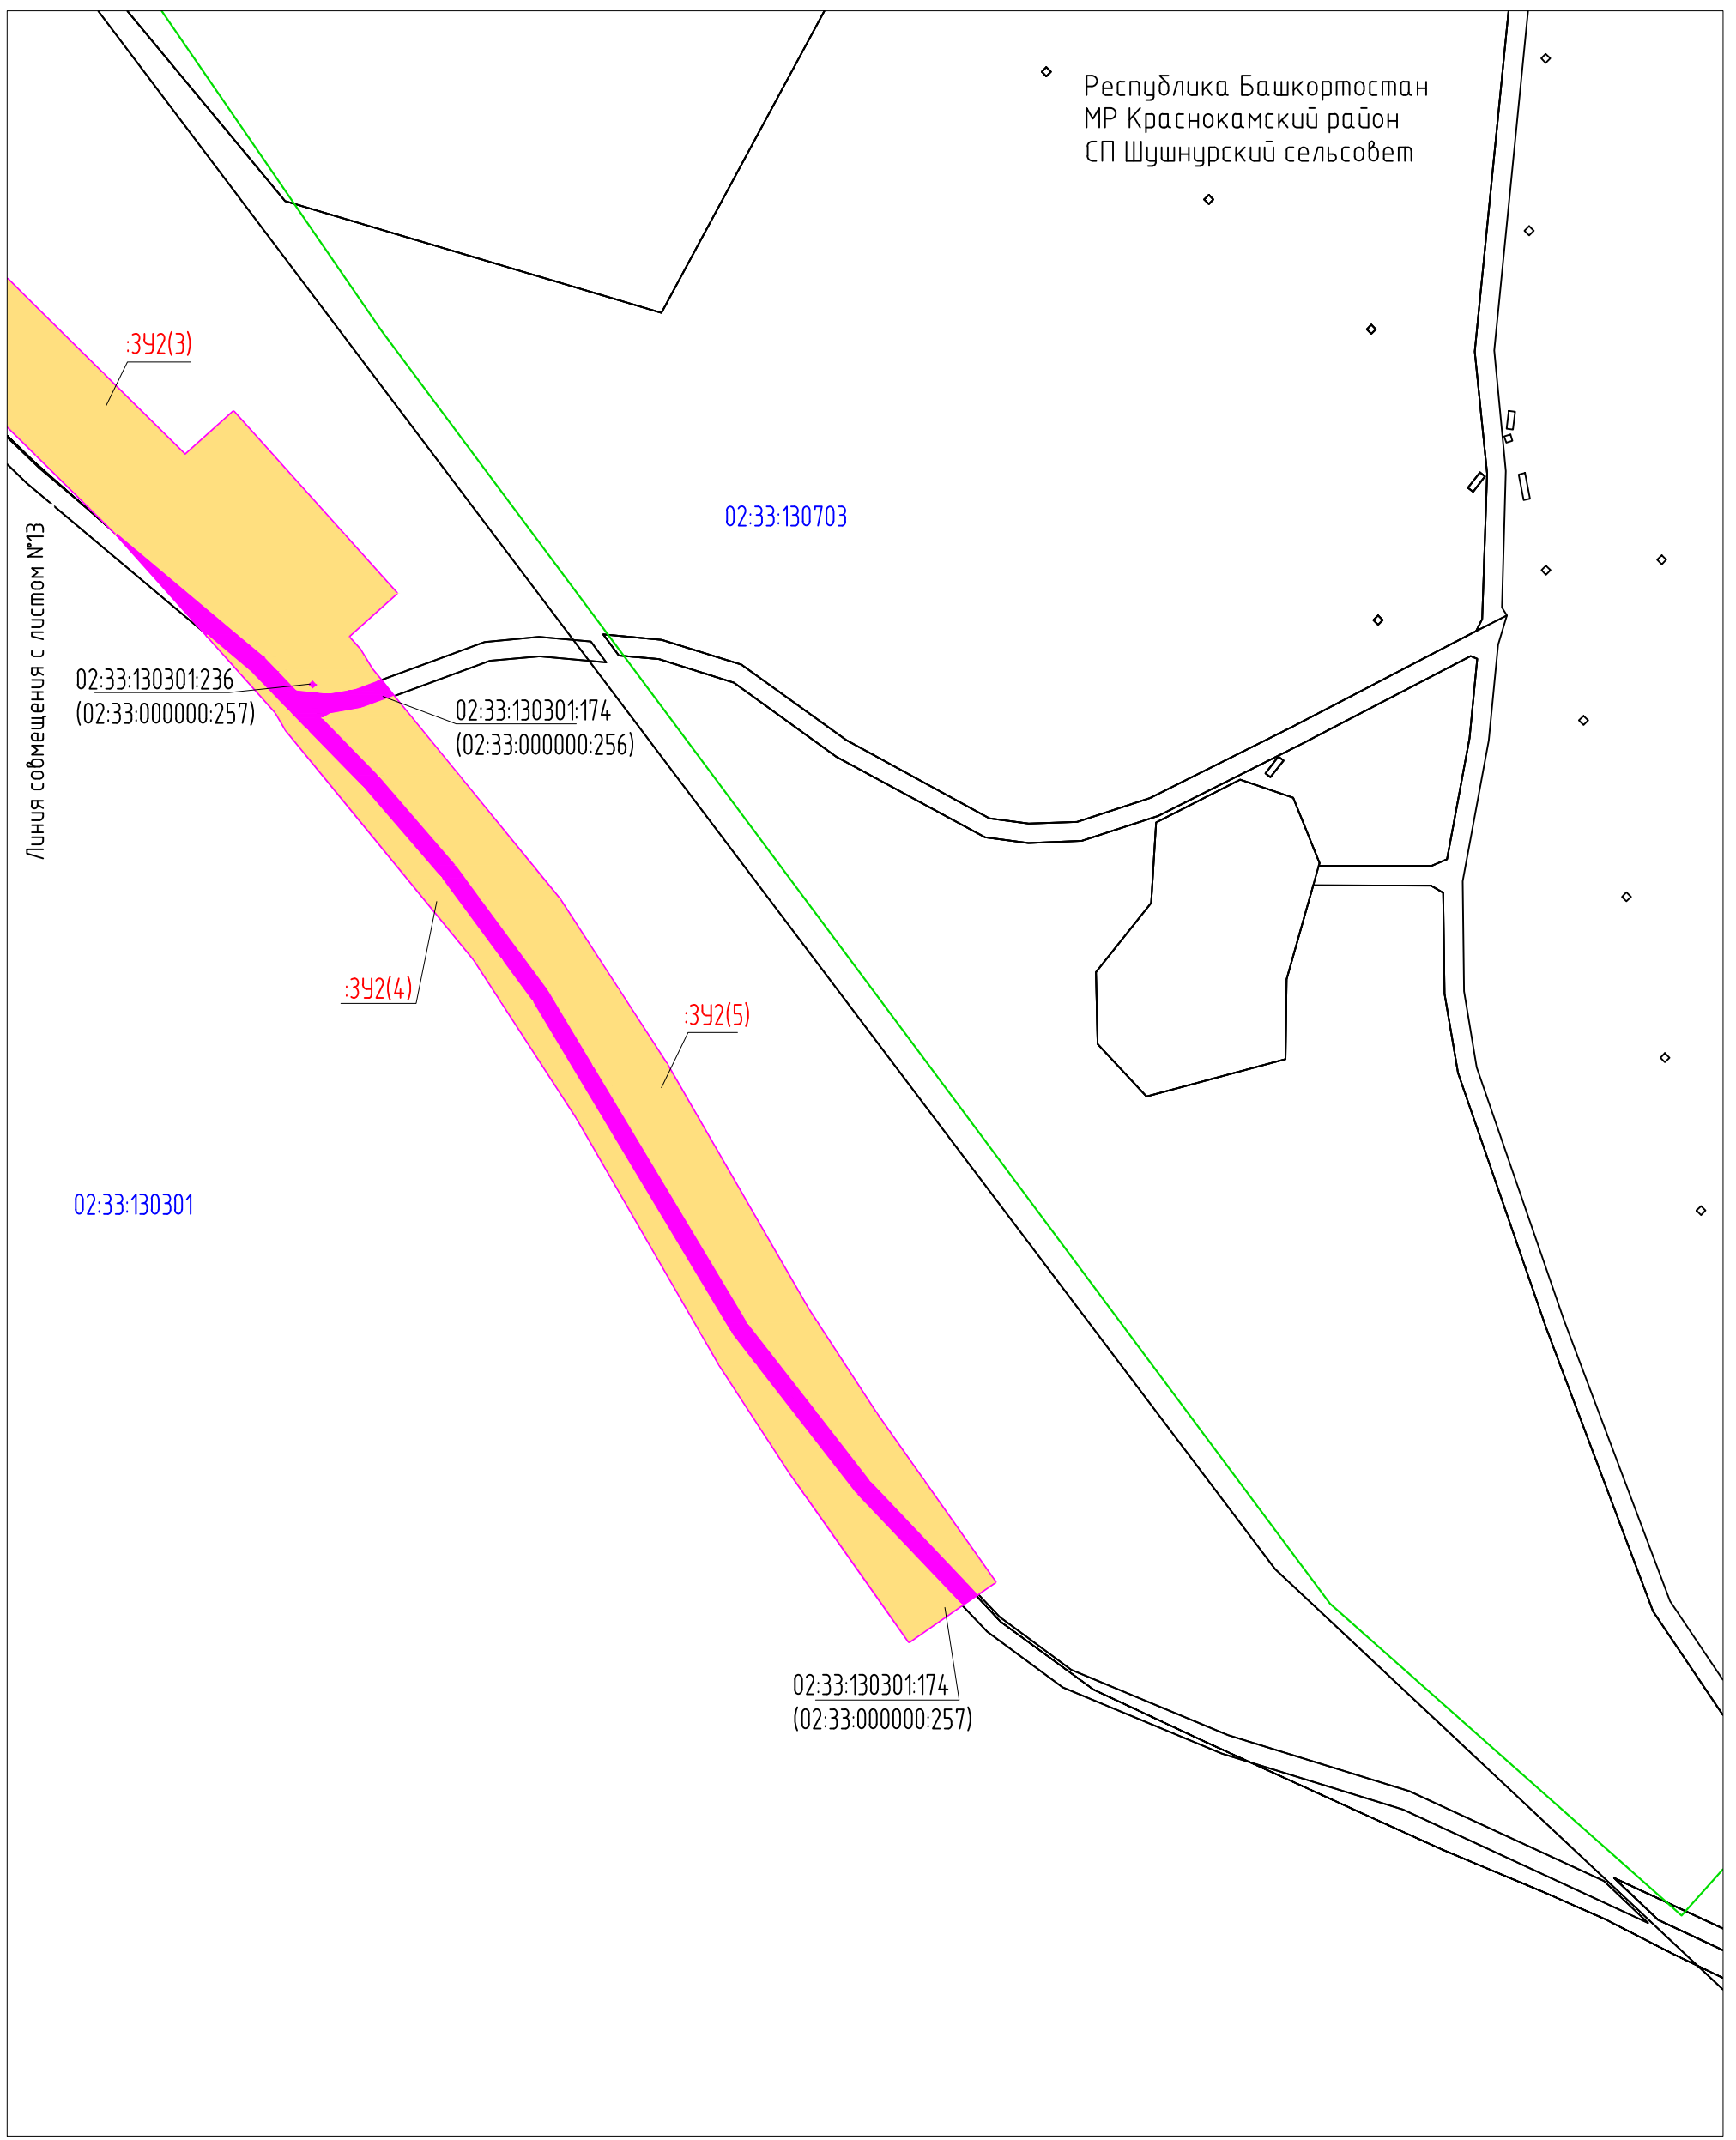 Республика Башкортостан
МР Краснокамский район
СП Шушнурский сельсовет
:ЗУ2(3)
02:33:130703
Линия совмещения с листом №13
02:33:130301:236
(02:33:000000:257)
02:33:130301:174
(02:33:000000:256)
:ЗУ2(4)
:ЗУ2(5)
02:33:130301
02:33:130301:174
(02:33:000000:257)